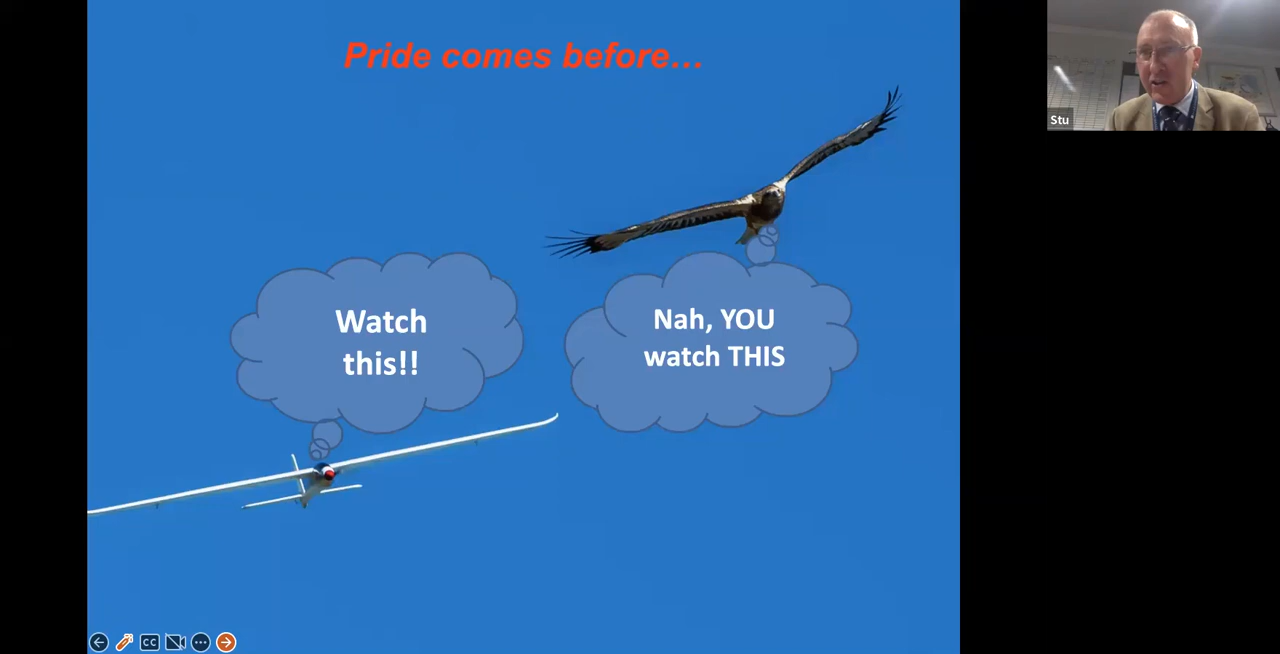 Pride comes before...
Stu
Watch
this!!
Nah, YOU
watch THIS
CC